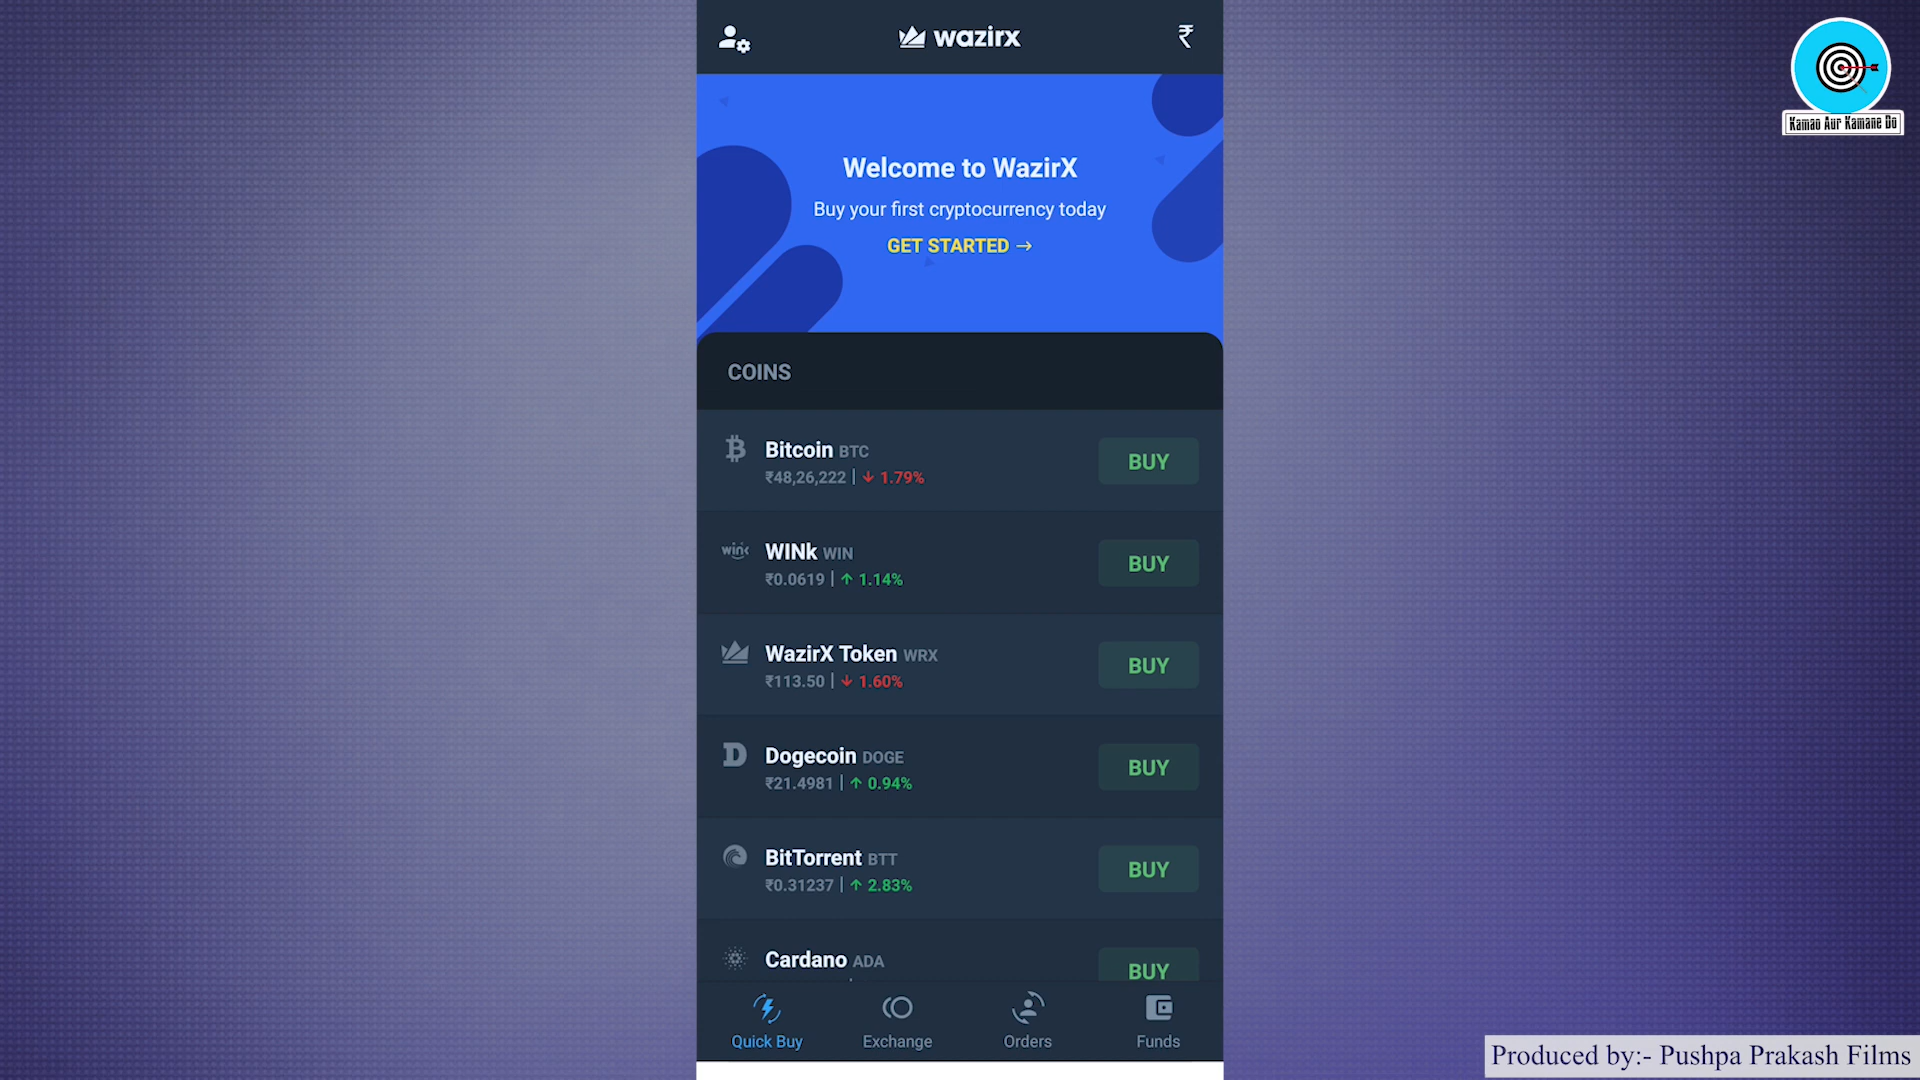 wazirx
₹
Kamao Aur Kamane Do
Welcome to WazirX
Buy your first cryptocurrency today
GET STARTED →
COINS
Bitcoin BTC
₹48,26,222 | ↓ 1.79%
BUY
wink
WINk WIN
₹0.0619 | ↑ 1.14%
BUY
WazirX Token WRX
₹113.50 | ↓ 1.60%
BUY
Dogecoin DOGE
₹21.4981 | ↑ 0.94%
BUY
BitTorrent BTT
₹0.31237 | ↑ 2.83%
BUY
Cardano ADA
BUY
Quick Buy
Exchange
Orders
Funds
Produced by:- Pushpa Prakash Films